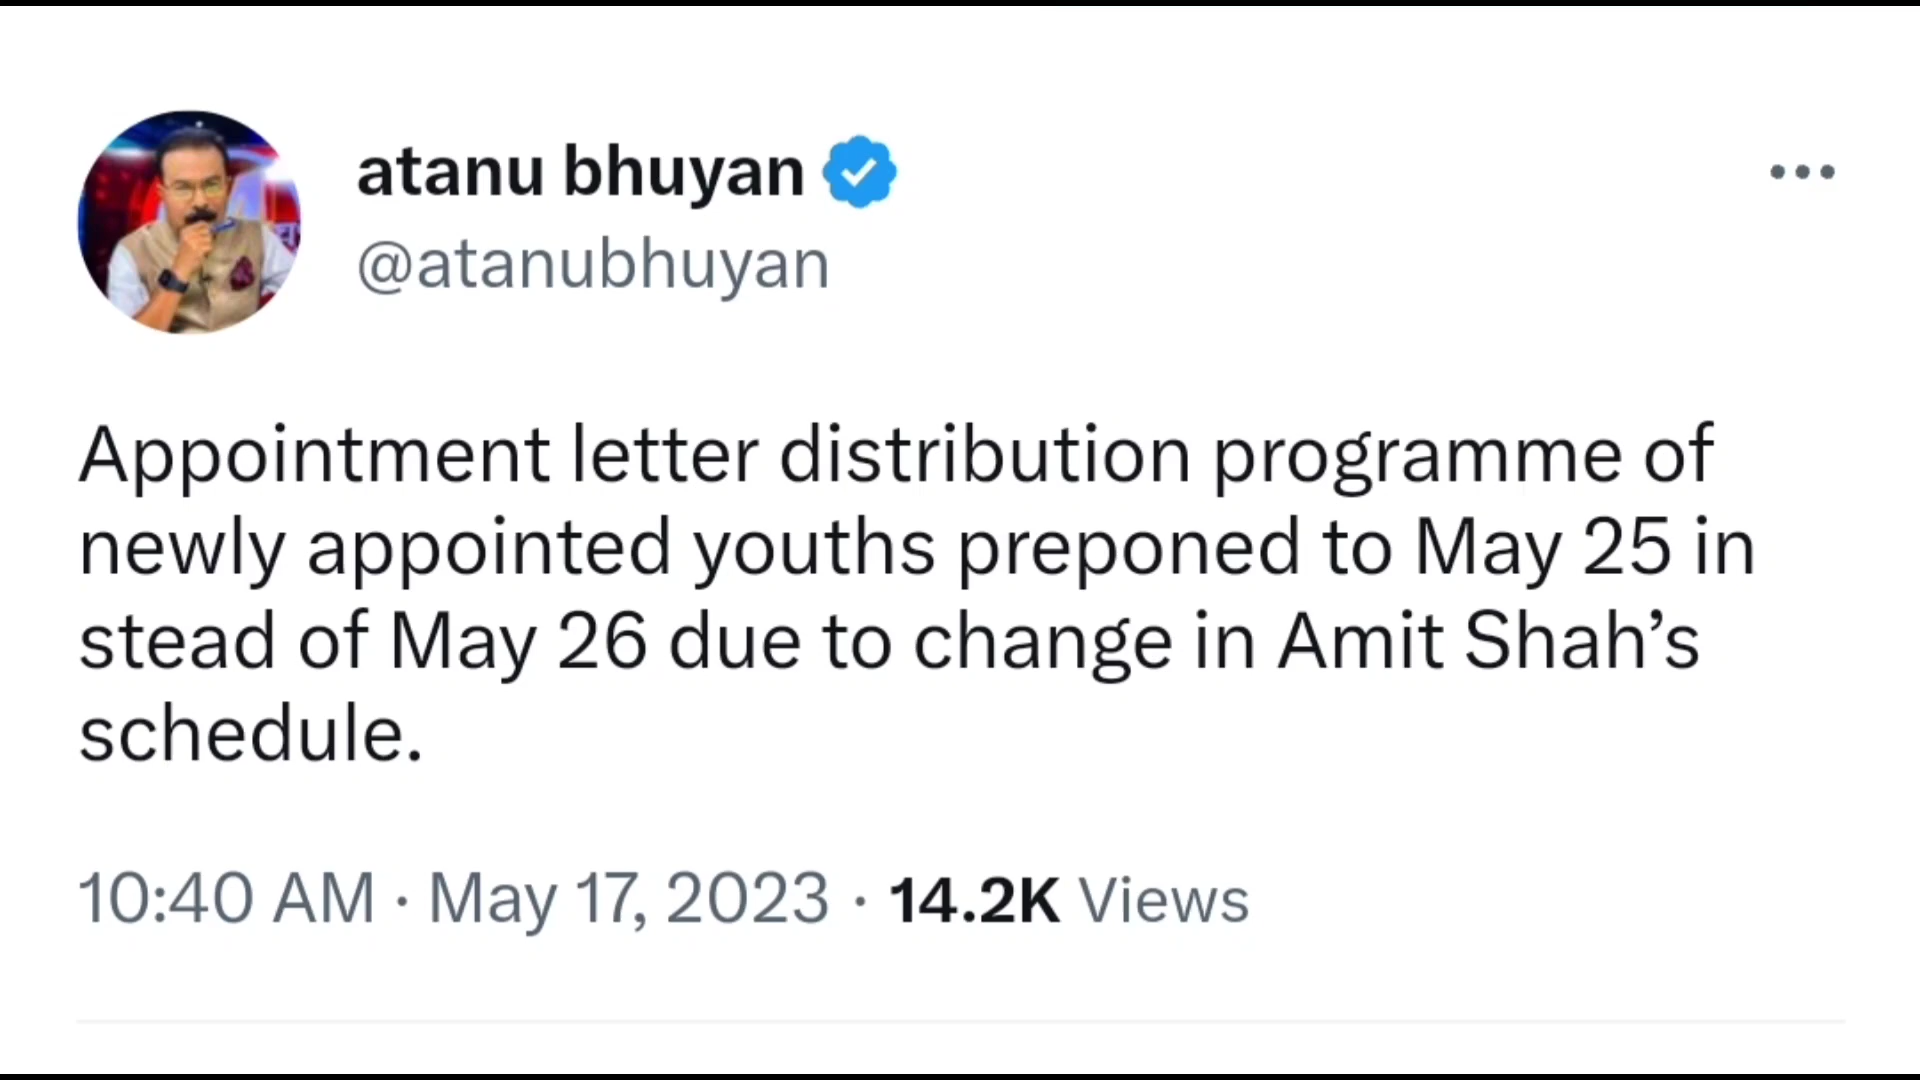 atanu bhuyan
@atanubhuyan
Appointment letter distribution programme of
newly appointed youths preponed to May 25 in
stead of May 26 due to change in Amit Shah’s
schedule.
10:40 AM · May 17, 2023 · 14.2K Views